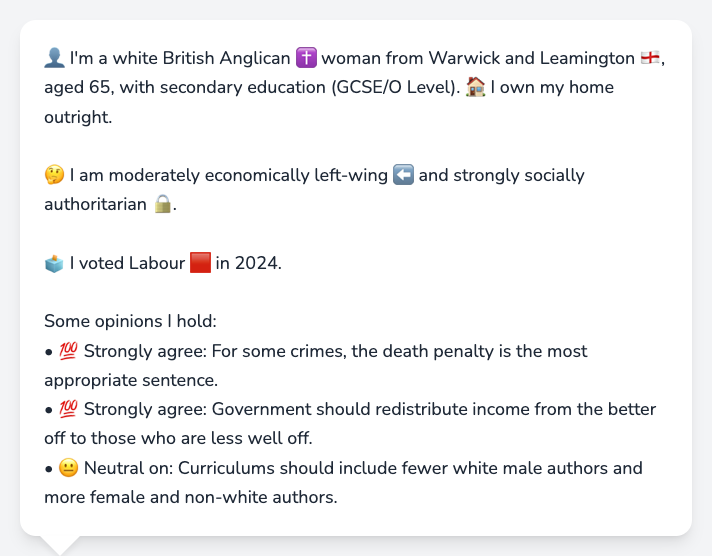 👤 I'm a white British Anglican ✝️ woman from Warwick and Leamington 🏴󠁧󠁢󠁥󠁮󠁧󠁿,
aged 65, with secondary education (GCSE/O Level). 🏠 I own my home
outright.
🤔 I am moderately economically left-wing ⬅️ and strongly socially
authoritarian 🔒.
🗳️ I voted Labour 🟥 in 2024.
Some opinions I hold:
• 💯 Strongly agree: For some crimes, the death penalty is the most
appropriate sentence.
• 💯 Strongly agree: Government should redistribute income from the better
off to those who are less well off.
• 😐 Neutral on: Curriculums should include fewer white male authors and
more female and non-white authors.